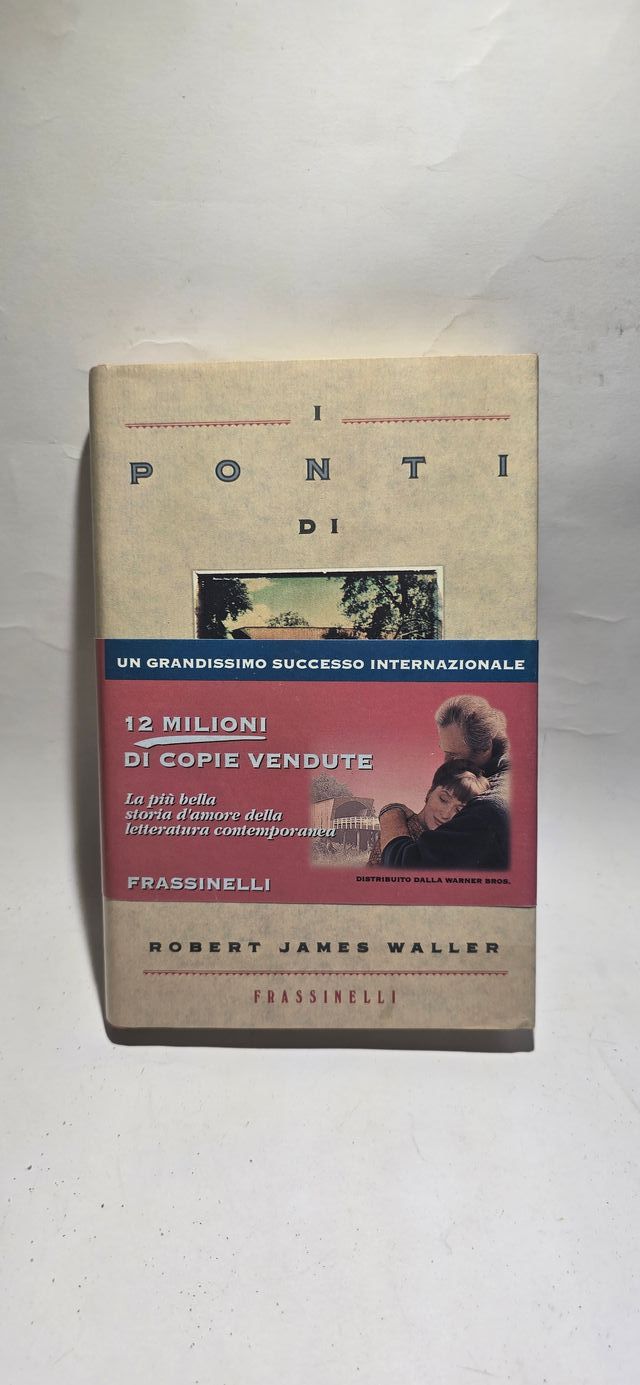 I
PONTI
DI
UN GRANDISSIMO SUCCESSO INTERNAZIONALE
12 MILIONI
DI COPIE VENDUTE
La più bella
storia d'amore della
letteratura contemporanea
FRASSINELLI
DISTRIBUITO DALLA WARNER BROS.
ROBERT JAMES WALLER
FRASSINELLI